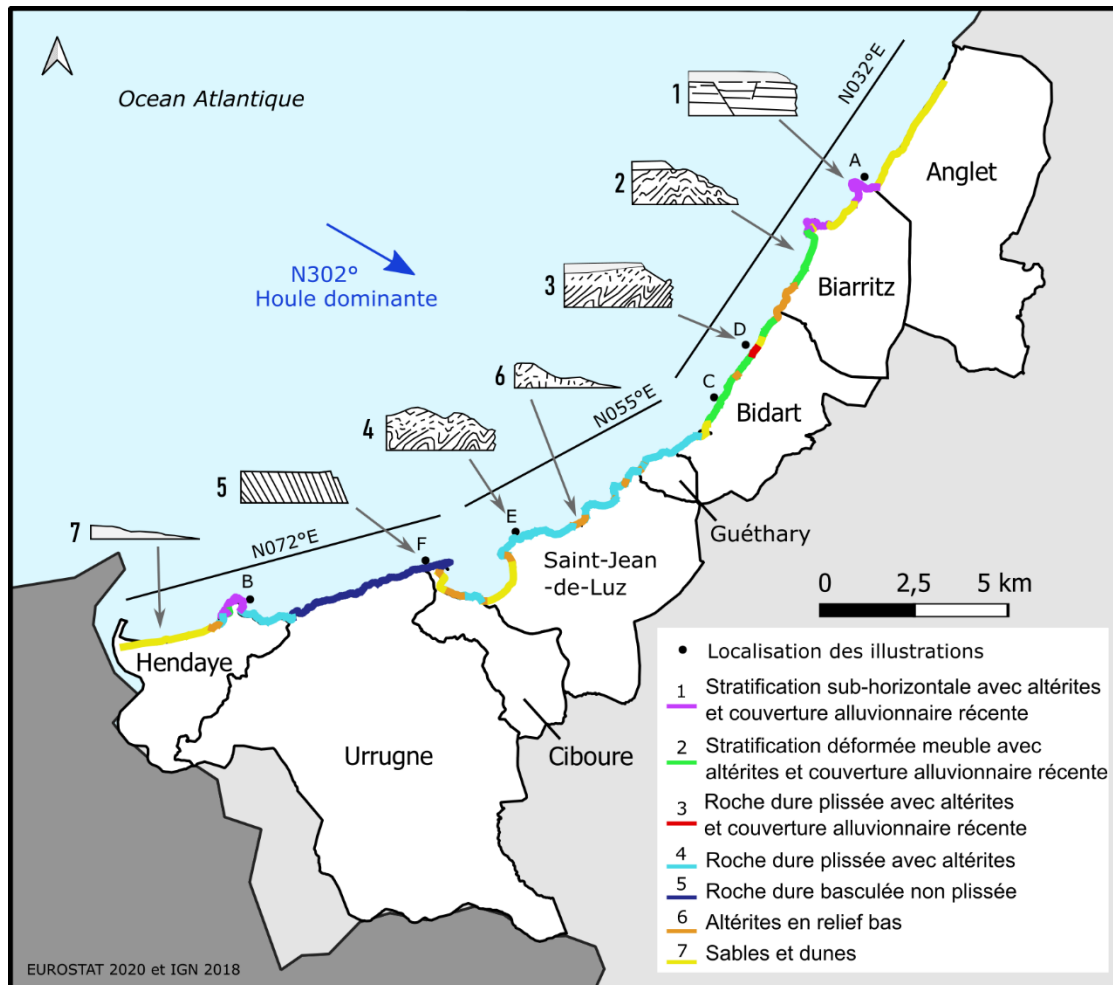 Ocean Atlantique
N032°E
1
A
Anglet
2
N302°
Houle dominante
Biarritz
3
D
6
C
N055°E
Bidart
4
5
E
7
N072°E
F
Guéthary
Saint-Jean
-de-Luz
B
0 2,5 5 km
Hendaye
Urrugne
Ciboure
Localisation des illustrations
1 Stratification sub-horizontale avec altérites
et couverture alluvionnaire récente
2 Stratification déformée meuble avec
altérites et couverture alluvionnaire récente
3 Roche dure plissée avec altérites
et couverture alluvionnaire récente
4 Roche dure plissée avec altérites
5 Roche dure basculée non plissée
6 Altérites en relief bas
7 Sables et dunes
EUROSTAT 2020 et IGN 2018